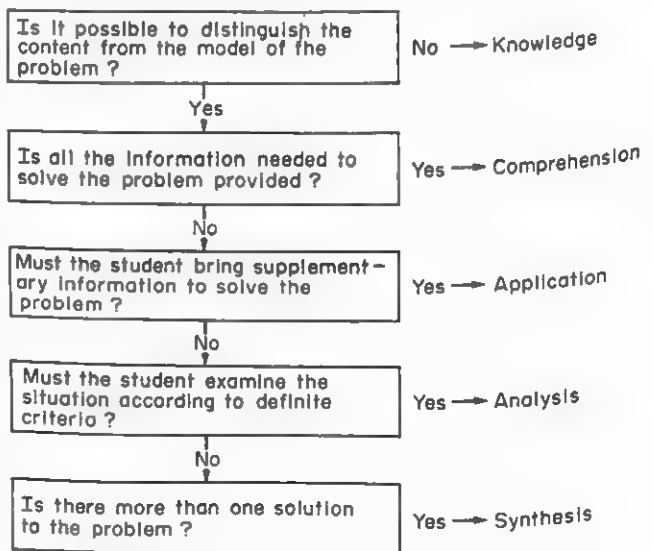 Is it possible to distinguish the
content from the model of the
problem ?
No → Knowledge
Yes
Is all the information needed to
solve the problem provided ?
Yes → Comprehension
No
Must the student bring supplement-
ary information to solve the
problem ?
Yes → Application
No
Must the student examine the
situation according to definite
criteria ?
Yes → Analysis
No
Is there more than one solution
to the problem ?
Yes → Synthesis